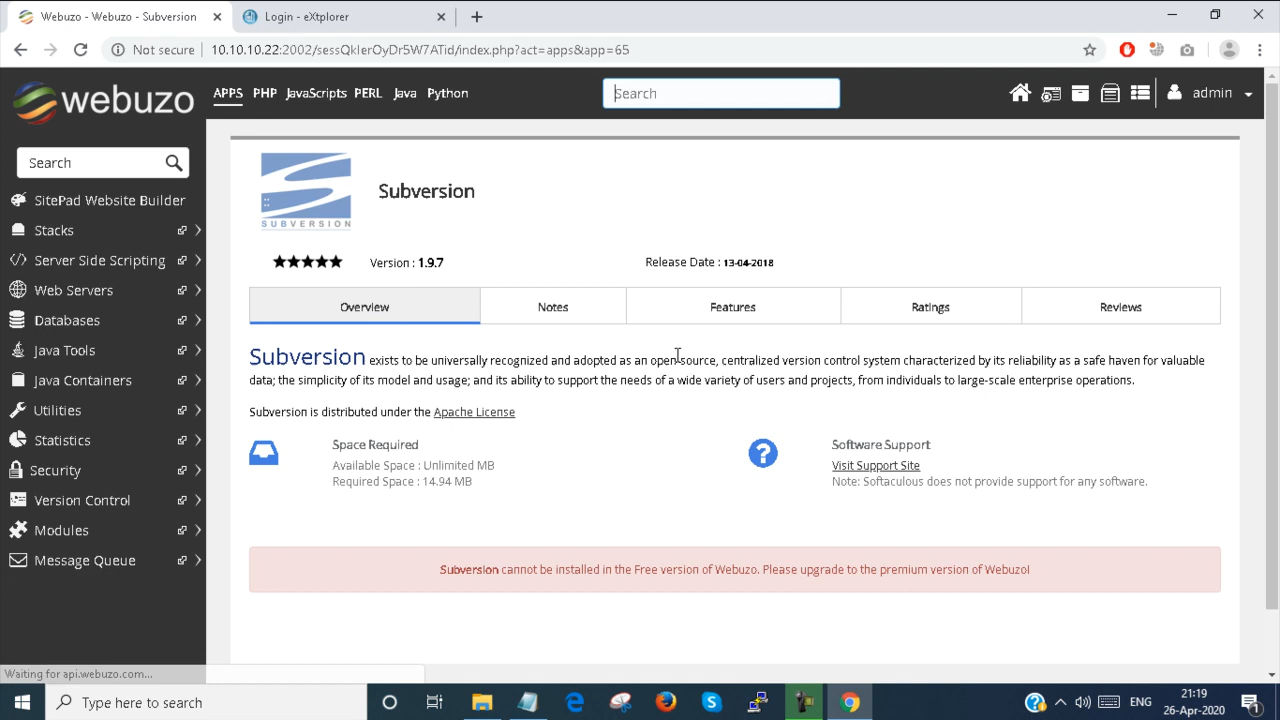 Webuzo - Webuzo - Subversion
Login - eXtplorer
Not secure 10.10.10.22:2002/sessQkIerOyDr5W7ATid/index.php?act=apps&app=65
webuzo
APPS PHP JavaScripts PERL Java Python
Search
admin
Search
SitePad Website Builder
Stacks
Server Side Scripting
Web Servers
Databases
Java Tools
Java Containers
Utilities
Statistics
Security
Version Control
Modules
Message Queue
SUBVERSION
Subversion
★★★★★ Version : 1.9.7 Release Date : 13-04-2018
Overview Notes Features Ratings Reviews
Subversion exists to be universally recognized and adopted as an open-source, centralized version control system characterized by its reliability as a safe haven for valuable
data; the simplicity of its model and usage; and its ability to support the needs of a wide variety of users and projects, from individuals to large-scale enterprise operations.
Subversion is distributed under the Apache License
Space Required
Available Space : Unlimited MB
Required Space : 14.94 MB
Software Support
Visit Support Site
Note: Softaculous does not provide support for any software.
Subversion cannot be installed in the Free version of Webuzo. Please upgrade to the premium version of Webuzo!
Waiting for api.webuzo.com...
Type here to search
ENG
21:19
26-Apr-2020
1